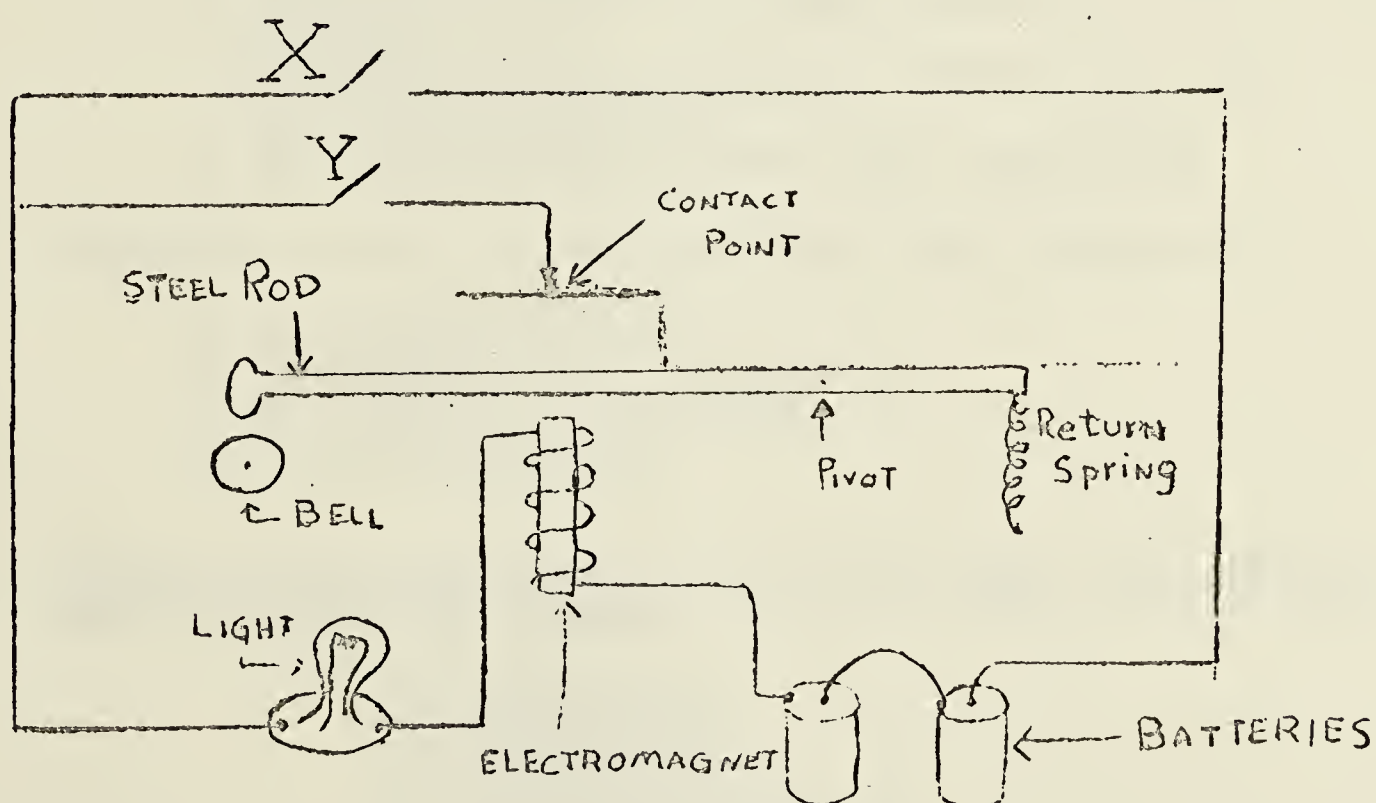 X
Y
CONTACT
POINT
STEEL ROD
Return
Spring
PIVOT
BELL
LIGHT
ELECTROMAGNET
BATTERIES